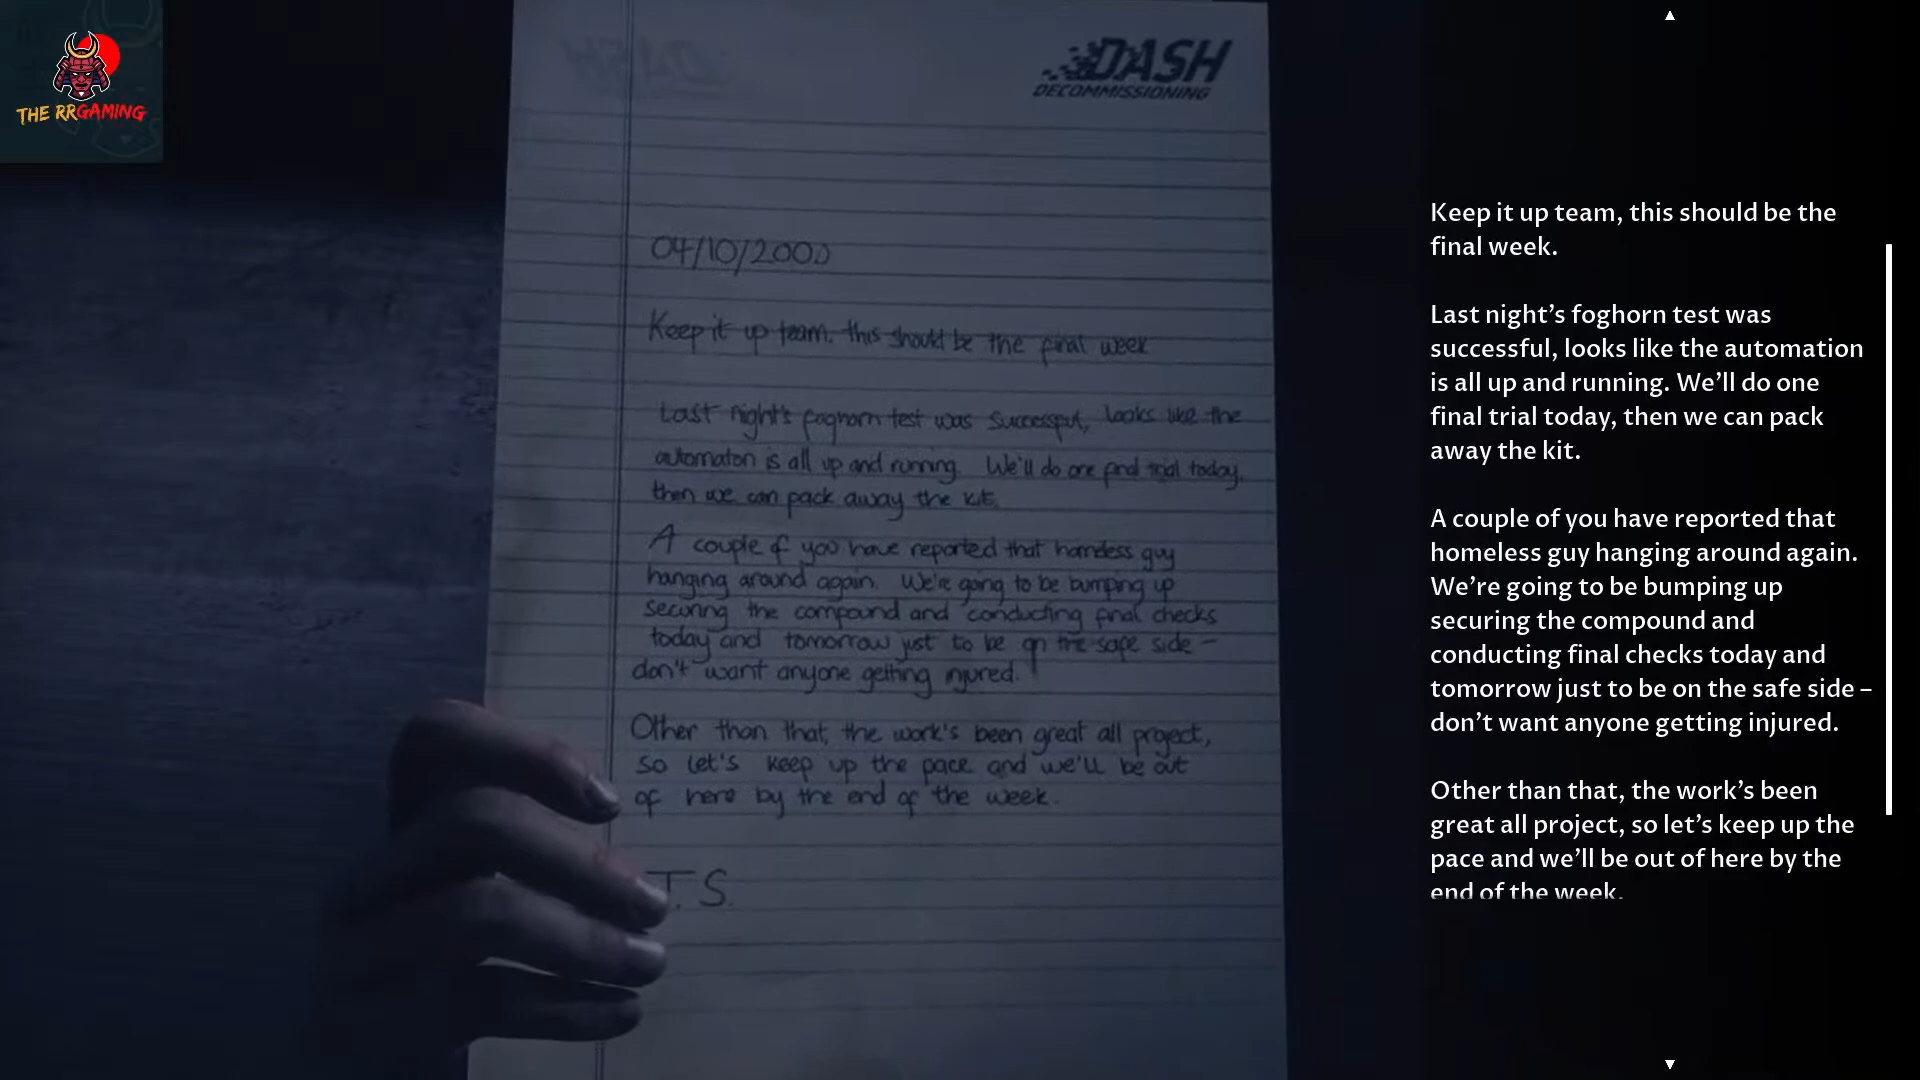 THE RRGAMING
DASH
DECOMMISSIONING
04/10/2000
Keep it up team, this should be the final week
Last night's foghorn test was successful, looks like the
automation is all up and running. We'll do one final trial today,
then we can pack away the kit.
A couple of you have reported that homeless guy
hanging around again. We're going to be bumping up
securing the compound and conducting final checks
today and tomorrow just to be on the safe side –
don't want anyone getting injured.
Other than that, the work's been great all project,
so let's keep up the pace and we'll be out
of here by the end of the week.
T.S.
Keep it up team, this should be the
final week.
Last night's foghorn test was
successful, looks like the automation
is all up and running. We'll do one
final trial today, then we can pack
away the kit.
A couple of you have reported that
homeless guy hanging around again.
We're going to be bumping up
securing the compound and
conducting final checks today and
tomorrow just to be on the safe side –
don't want anyone getting injured.
Other than that, the work's been
great all project, so let's keep up the
pace and we'll be out of here by the
end of the week.